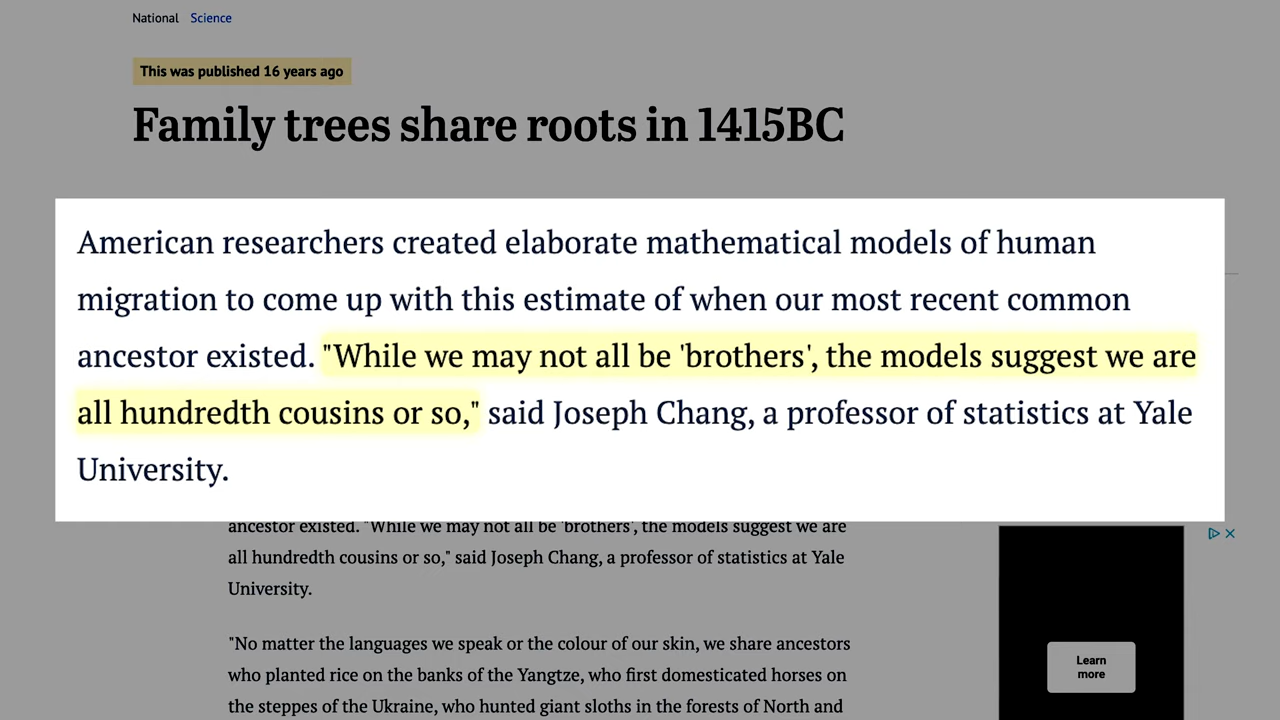 National Science
This was published 16 years ago
Family trees share roots in 1415BC
American researchers created elaborate mathematical models of human
migration to come up with this estimate of when our most recent common
ancestor existed. "While we may not all be 'brothers', the models suggest we are
all hundredth cousins or so," said Joseph Chang, a professor of statistics at Yale
University.
ancestor existed. "While we may not all be 'brothers', the models suggest we are
all hundredth cousins or so," said Joseph Chang, a professor of statistics at Yale
University.
"No matter the languages we speak or the colour of our skin, we share ancestors
who planted rice on the banks of the Yangtze, who first domesticated horses on
the steppes of the Ukraine, who hunted giant sloths in the forests of North and
Learn
more